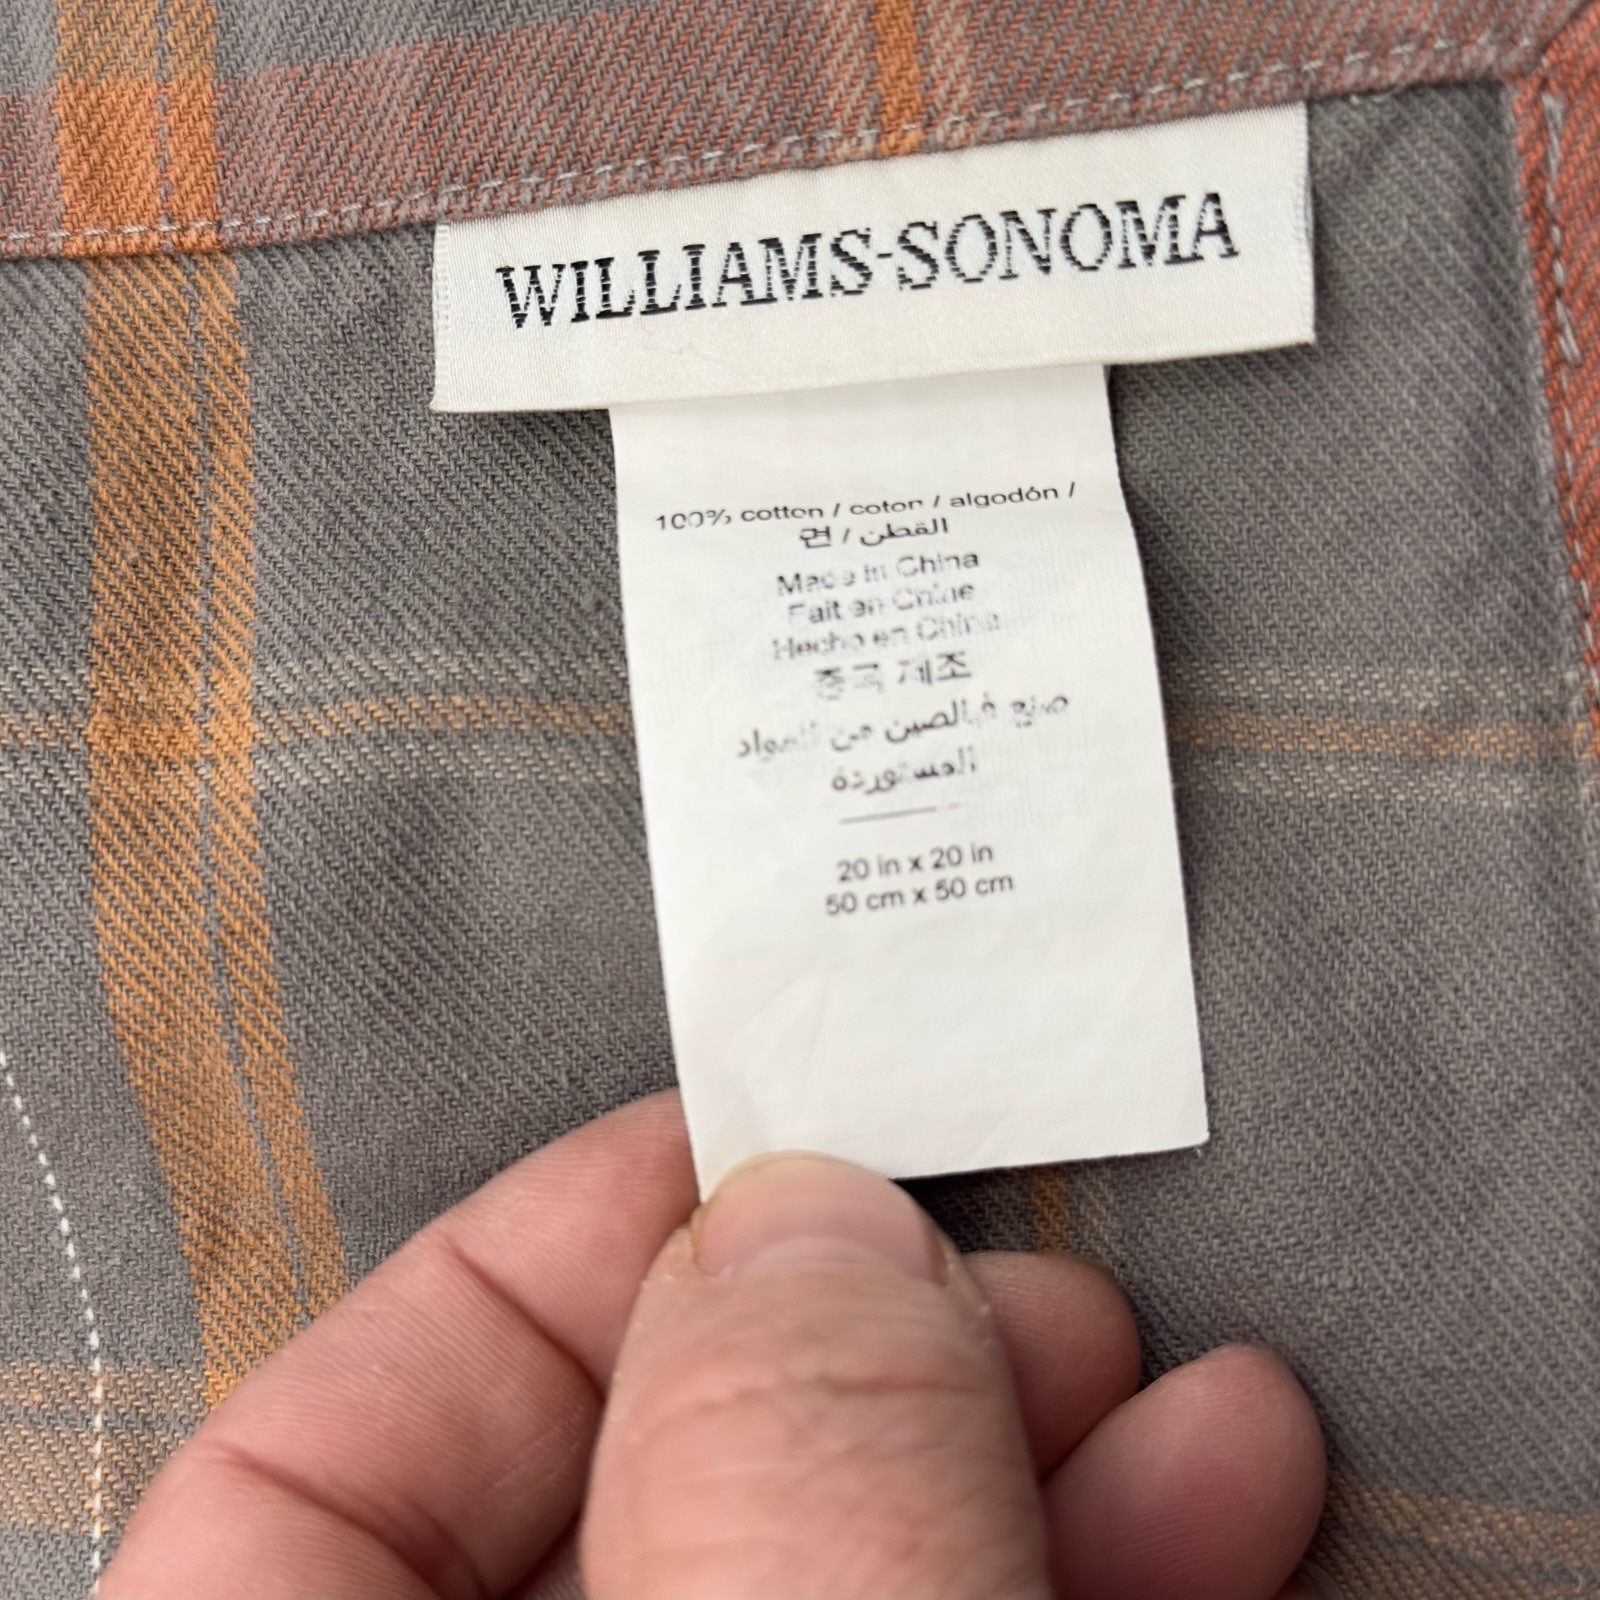 WILLIAMS-SONOMA
100% cotton / coton / algodón /
면 / القطن
Made in China
Fait en Chine
Hecho en China
중국 제조
صنع في الصين من المواد
المستوردة
20 in x 20 in
50 cm x 50 cm